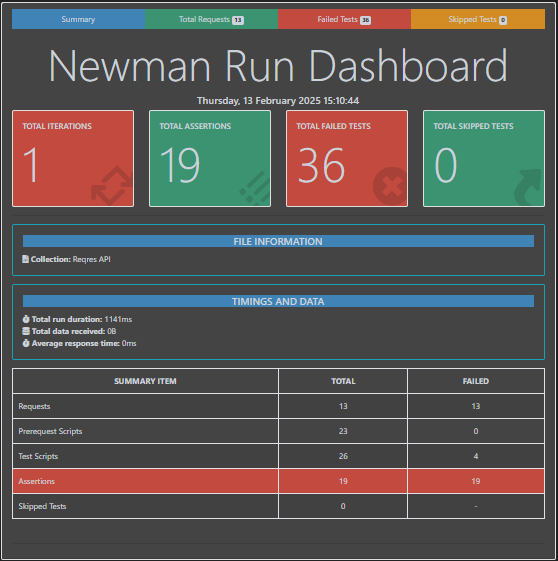 Summary Total Requests 13 Failed Tests 36 Skipped Tests 0
Newman Run Dashboard
Thursday, 13 February 2025 15:10:44
TOTAL ITERATIONS TOTAL ASSERTIONS TOTAL FAILED TESTS TOTAL SKIPPED TESTS
1 19 36 0
FILE INFORMATION
Collection: Reqres API
TIMINGS AND DATA
Total run duration: 1141ms
Total data received: 0B
Average response time: 0ms
SUMMARY ITEM TOTAL FAILED
Requests 13 13
Prerequest Scripts 23 0
Test Scripts 26 4
Assertions 19 19
Skipped Tests 0 -